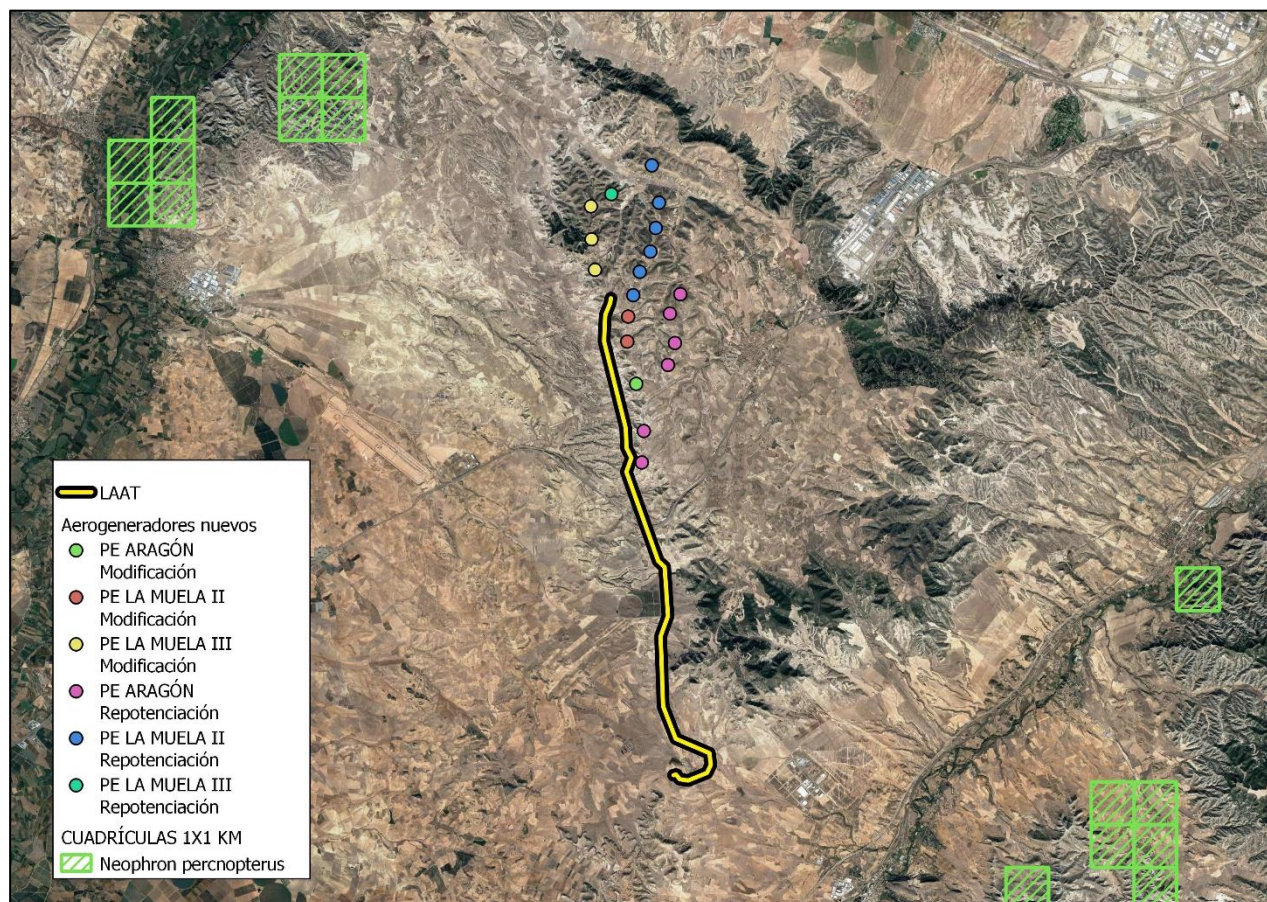 LAAT
Aerogeneradores nuevos
PE ARAGÓN
Modificación
PE LA MUELA II
Modificación
PE LA MUELA III
Modificación
PE ARAGÓN
Repotenciación
PE LA MUELA II
Repotenciación
PE LA MUELA III
Repotenciación
CUADRÍCULAS 1X1 KM
Neophron percnopterus